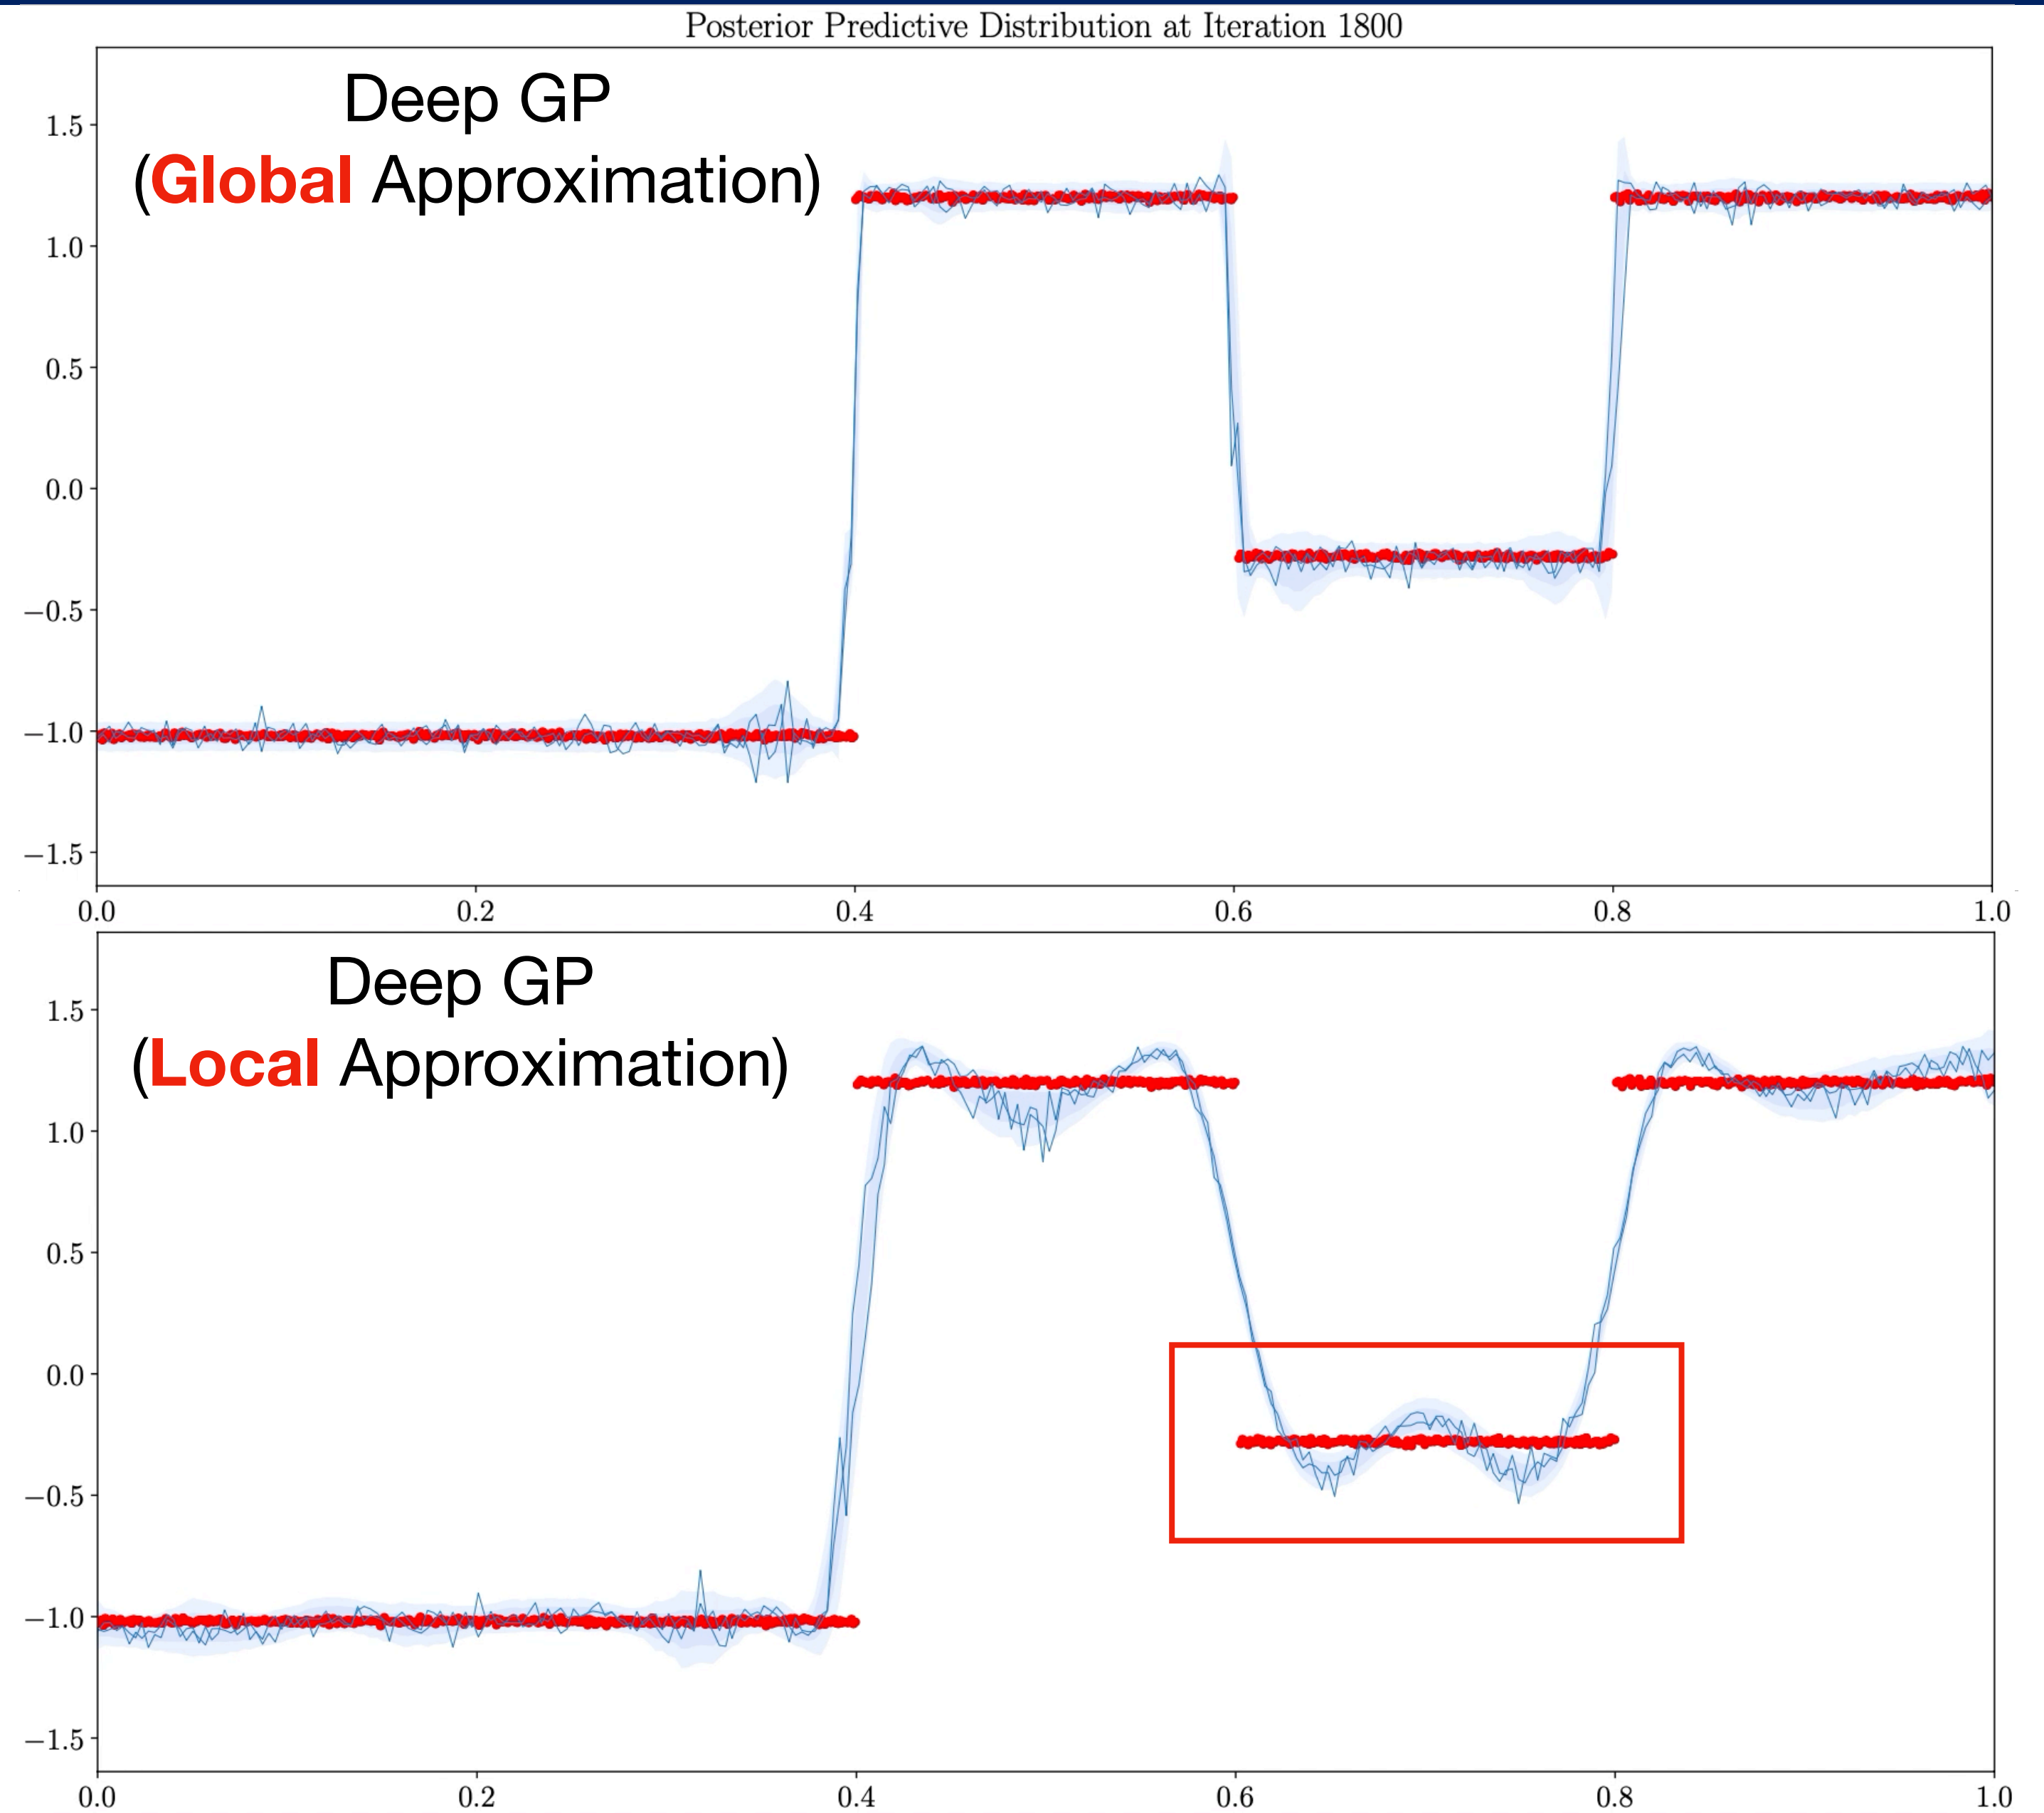 Posterior Predictive Distribution at Iteration 1800
Deep GP
(Global Approximation)
1.5
1.0
0.5
0.0
−0.5
−1.0
−1.5
0.0 0.2 0.4 0.6 0.8 1.0
Deep GP
(Local Approximation)
1.5
1.0
0.5
0.0
−0.5
−1.0
−1.5
0.0 0.2 0.4 0.6 0.8 1.0